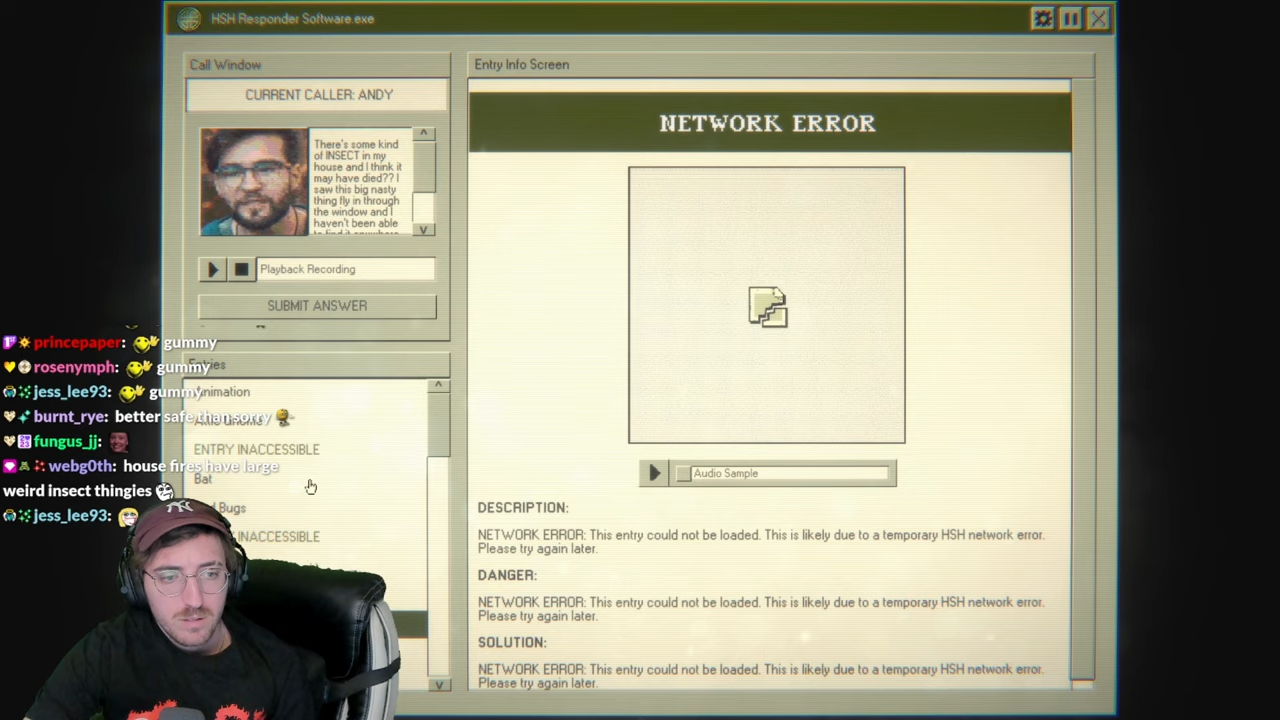 HSH Responder Software.exe
Call Window
CURRENT CALLER: ANDY
There's some kind
of INSECT in my
house and I think it
may have died?? I
saw this big nasty
thing fly in through
the window and I
haven't been able
Playback Recording
SUBMIT ANSWER
princepaper: gummy
Entries
rosenymph: gummy
jess_lee93: gummy
Animation
burnt_rye: better safe than sorry
fungus_jj:
ENTRY INACCESSIBLE
webg0th: house fires have large
weird insect thingies
Bat
jess_lee93:
Bugs
INACCESSIBLE
Entry Info Screen
NETWORK ERROR
Audio Sample
DESCRIPTION:
NETWORK ERROR: This entry could not be loaded. This is likely due to a temporary HSH network error.
Please try again later.
DANGER:
NETWORK ERROR: This entry could not be loaded. This is likely due to a temporary HSH network error.
Please try again later.
SOLUTION:
NETWORK ERROR: This entry could not be loaded. This is likely due to a temporary HSH network error.
Please try again later.